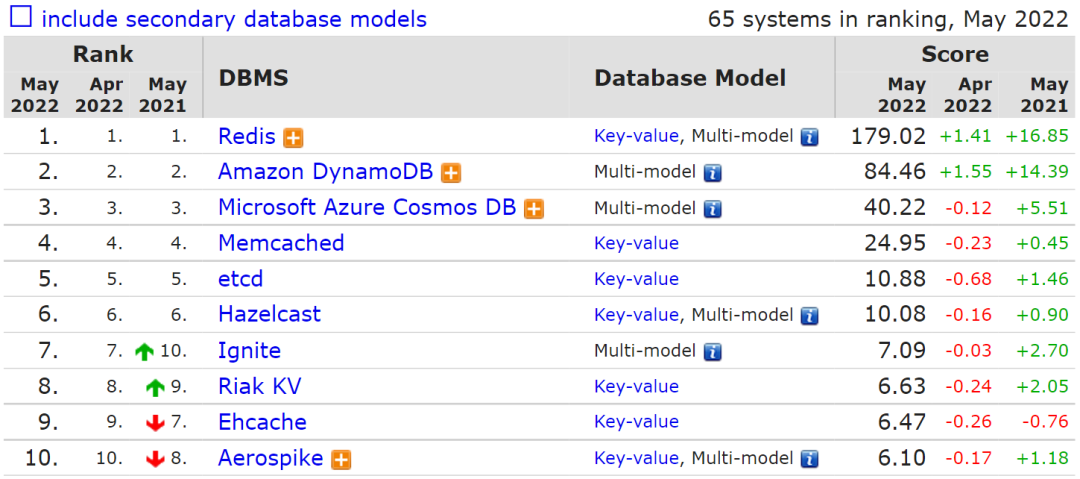 include secondary database models 65 systems in ranking, May 2022
Rank DBMS Database Model Score
May 2022 Apr 2022 May 2021 May 2022 Apr 2022 May 2021
1. 1. 1. Redis Key-value, Multi-model 179.02 +1.41 +16.85
2. 2. 2. Amazon DynamoDB Multi-model 84.46 +1.55 +14.39
3. 3. 3. Microsoft Azure Cosmos DB Multi-model 40.22 -0.12 +5.51
4. 4. 4. Memcached Key-value 24.95 -0.23 +0.45
5. 5. 5. etcd Key-value 10.88 -0.68 +1.46
6. 6. 6. Hazelcast Key-value, Multi-model 10.08 -0.16 +0.90
7. 7. 10. Ignite Multi-model 7.09 -0.03 +2.70
8. 8. 9. Riak KV Key-value 6.63 -0.24 +2.05
9. 9. 7. Ehcache Key-value 6.47 -0.26 -0.76
10. 10. 8. Aerospike Key-value, Multi-model 6.10 -0.17 +1.18